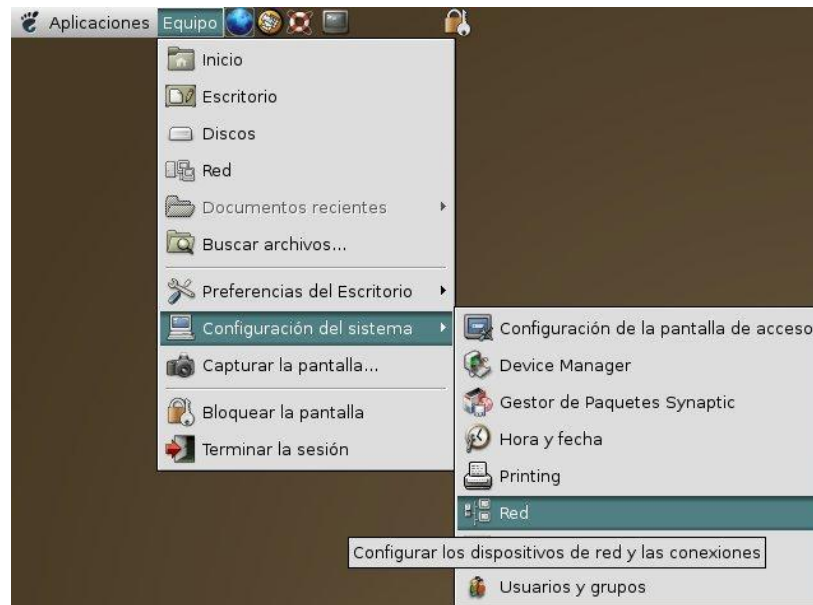 Aplicaciones Equipo
Inicio
Escritorio
Discos
Red
Documentos recientes
Buscar archivos...
Preferencias del Escritorio
Configuración del sistema
Capturar la pantalla...
Bloquear la pantalla
Terminar la sesión
Configuración de la pantalla de acceso
Device Manager
Gestor de Paquetes Synaptic
Hora y fecha
Printing
Red
Configurar los dispositivos de red y las conexiones
Usuarios y grupos